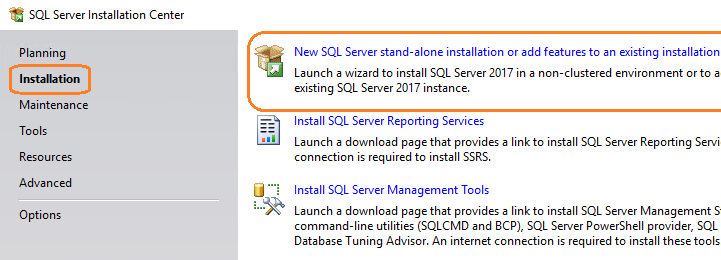 SQL Server Installation Center
Planning
Installation
Maintenance
Tools
Resources
Advanced
Options
New SQL Server stand-alone installation or add features to an existing installation
Launch a wizard to install SQL Server 2017 in a non-clustered environment or to a
existing SQL Server 2017 instance.
Install SQL Server Reporting Services
Launch a download page that provides a link to install SQL Server Reporting Servi
connection is required to install SSRS.
Install SQL Server Management Tools
Launch a download page that provides a link to install SQL Server Management S
command-line utilities (SQLCMD and BCP), SQL Server PowerShell provider, SQL
Database Tuning Advisor. An internet connection is required to install these tools